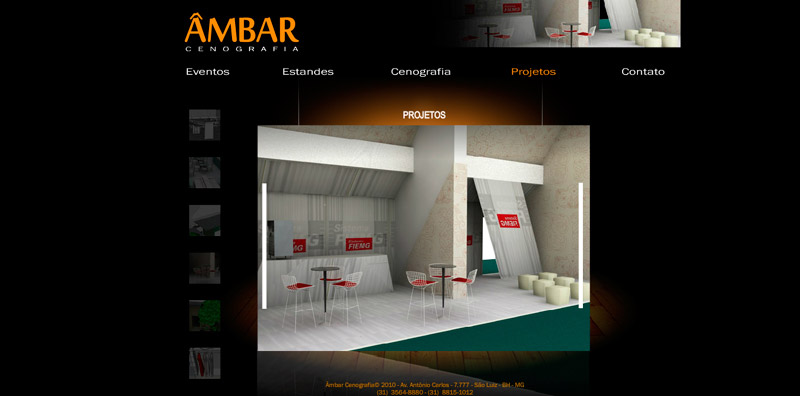 ÂMBAR
CENOGRAFIA
Eventos Estandes Cenografia Projetos Contato
PROJETOS
FIEMG
FIEMG
Âmbar Cenografia© 2010 - Av. Antônio Carlos - 7.777 - São Luiz - BH - MG
(31) 3564-8880 - (31) 8815-1012